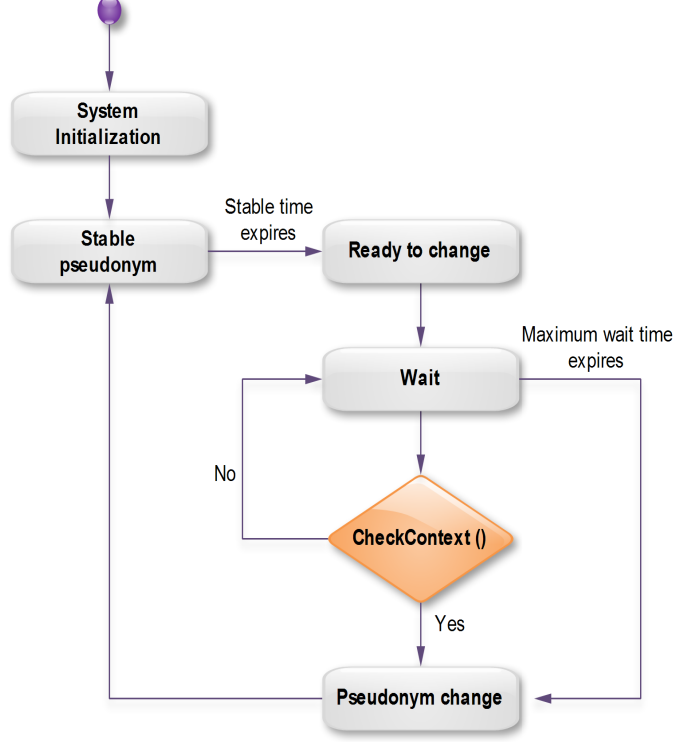 System
Initialization
Stable time
expires
Stable
pseudonym
Ready to change
Maximum wait time
expires
Wait
No
CheckContext ()
Yes
Pseudonym change